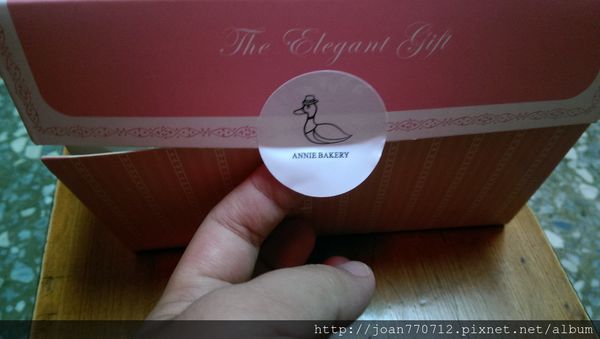 The Elegant Gift
ANNIE BAKERY
http://joan770712.pixnet.net/album